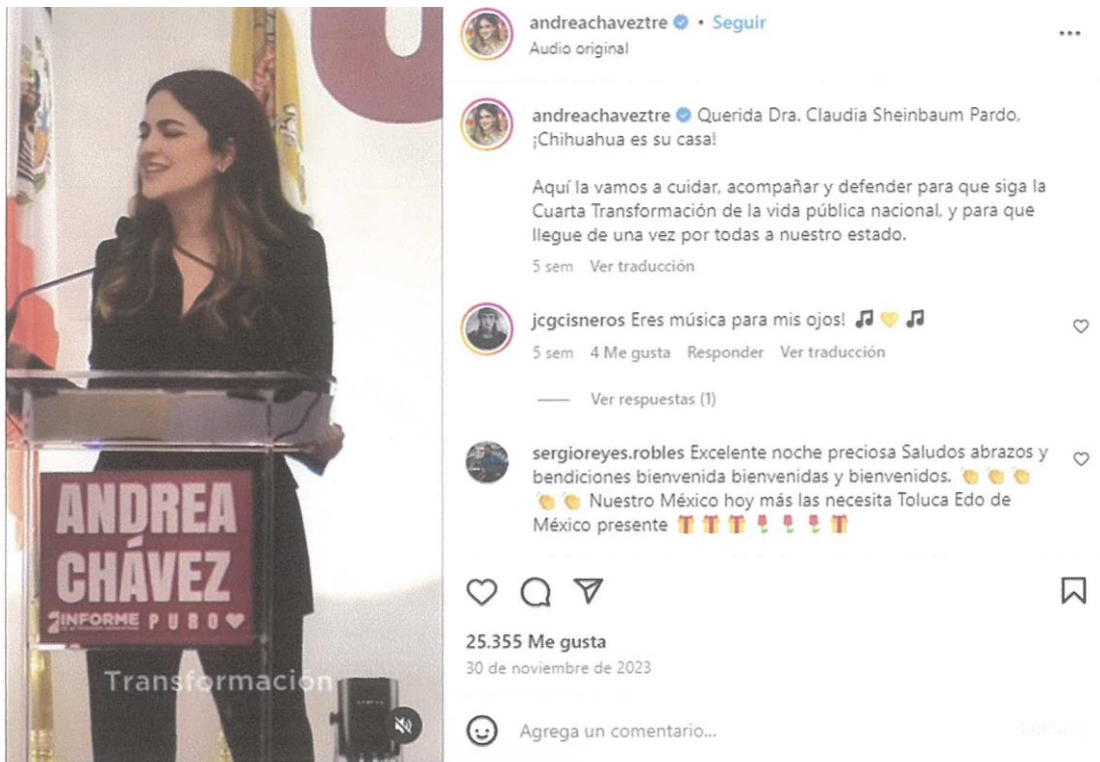 andreachaveztre • Seguir
Audio original
andreachaveztre Querida Dra. Claudia Sheinbaum Pardo,
¡Chihuahua es su casa!
Aquí la vamos a cuidar, acompañar y defender para que siga la
Cuarta Transformación de la vida pública nacional, y para que
llegue de una vez por todas a nuestro estado.
5 sem Ver traducción
jcgcisneros Eres música para mis ojos! 🎵 💛 🎵
5 sem 4 Me gusta Responder Ver traducción
Ver respuestas (1)
sergioreyes.robles Excelente noche preciosa Saludos abrazos y
bendiciones bienvenida bienvenidas y bienvenidos. 👏 👏 👏
👏 👏 Nuestro México hoy más las necesita Toluca Edo de
México presente 🎁 🎁 🎁 🌷 🌷 🌷 🎁
25.355 Me gusta
30 de noviembre de 2023
Agrega un comentario...
ANDREA
CHÁVEZ
2 INFORME PURO
Transformación